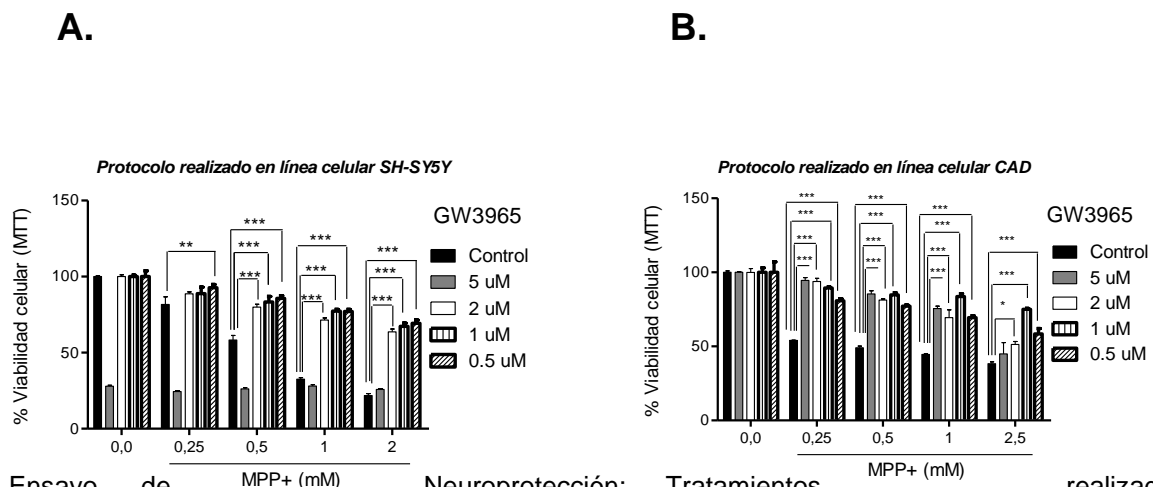 A.
B.
Protocolo realizado en línea celular SH-SY5Y
% Viabilidad celular (MTT)
150
100
50
0
** *** *** *** *** *** *** *** *** ***
*** 
0,0 0,25 0,5 1 2
MPP+ (mM)
GW3965
Control
5 uM
2 uM
1 uM
0.5 uM
Protocolo realizado en línea celular CAD
% Viabilidad celular (MTT)
150
100
50
0
*** *** *** ***
*** *** *** ***
*** *** *** *
*** *** ***
0,0 0,25 0,5 1 2,5
MPP+ (mM)
GW3965
Control
5 uM
2 uM
1 uM
0.5 uM
Ensayo de Neuroprotección: Tratamientos